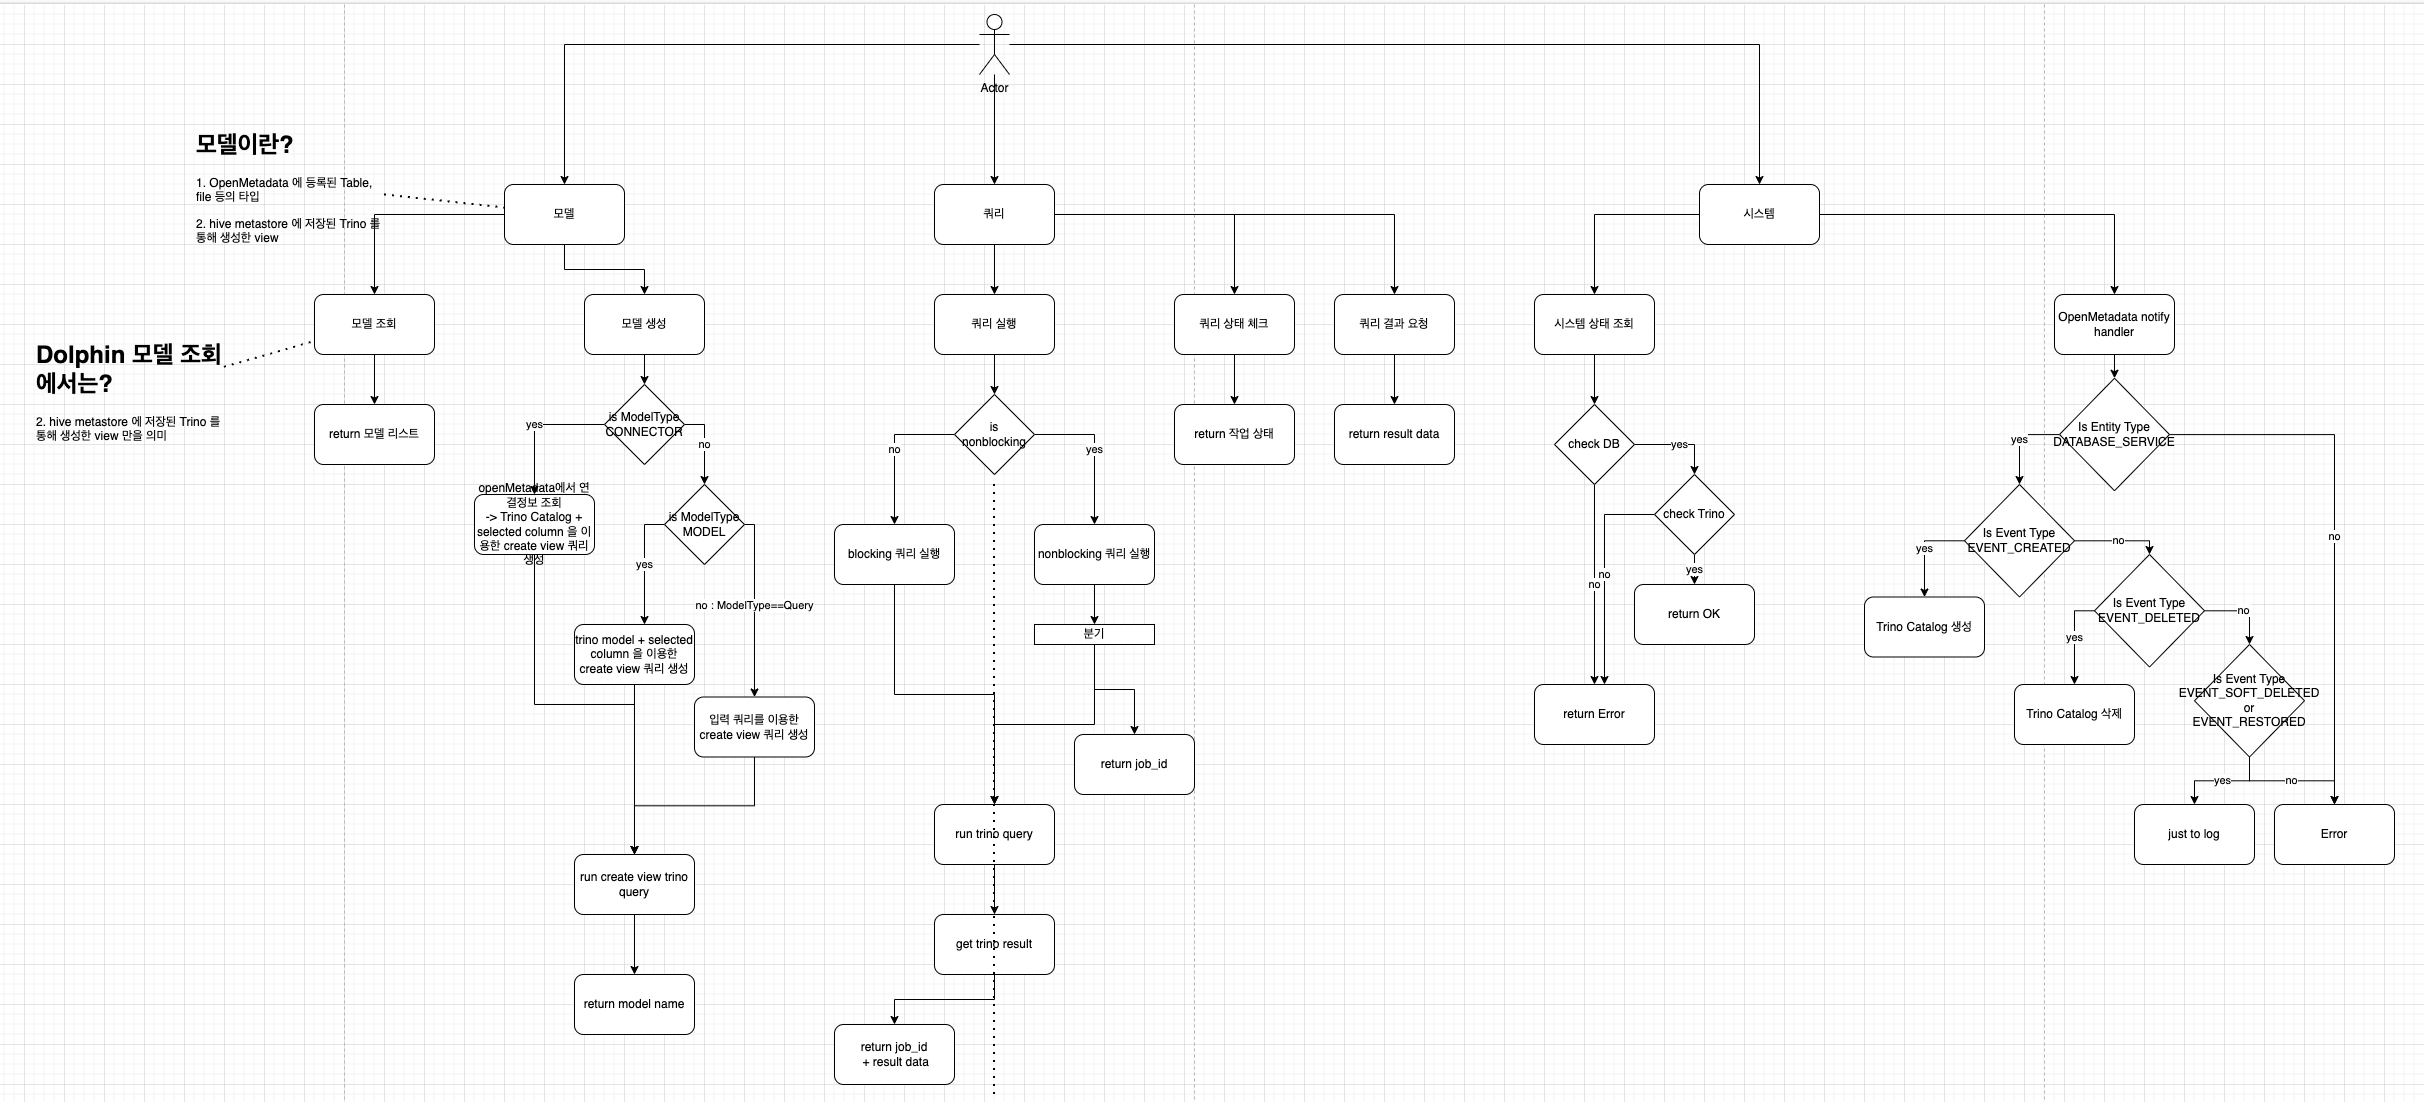 Actor
모델이란?
1. OpenMetadata 에 등록된 Table,
file 등의 타입
2. hive metastore 에 저장된 Trino 를
통해 생성한 view
모델
쿼리
시스템
Dolphin 모델 조회
에서는?
2. hive metastore 에 저장된 Trino 를
통해 생성한 view 만을 의미
모델 조회
모델 생성
쿼리 실행
쿼리 상태 체크
쿼리 결과 요청
시스템 상태 조회
OpenMetadata notify
handler
return 모델 리스트
is ModelType
CONNECTOR
yes
no
openMetadata에서 연
결정보 조회
-> Trino Catalog +
selected column 을 이
용한 create view 쿼리
생성
is ModelType
MODEL
yes
no : ModelType==Query
trino model + selected
column 을 이용한
create view 쿼리 생성
입력 쿼리를 이용한
create view 쿼리 생성
run create view trino
query
return model name
is
nonblocking
no
yes
blocking 쿼리 실행
nonblocking 쿼리 실행
분기
return job_id
run trino query
get trino result
return job_id
+ result data
return 작업 상태
return result data
check DB
yes
check Trino
no
no
yes
return OK
return Error
Is Entity Type
DATABASE_SERVICE
yes
no
Is Event Type
EVENT_CREATED
yes
no
Trino Catalog 생성
Is Event Type
EVENT_DELETED
yes
no
Trino Catalog 삭제
Is Event Type
EVENT_SOFT_DELETED
or
EVENT_RESTORED
yes
no
just to log
Error